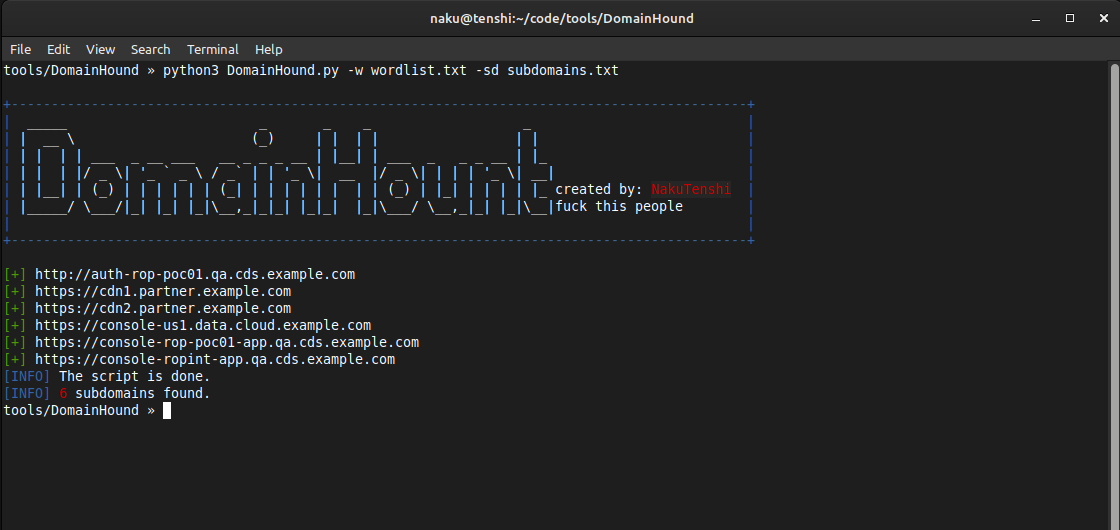 naku@tenshi:~/code/tools/DomainHound
File Edit View Search Terminal Help
tools/DomainHound » python3 DomainHound.py -w wordlist.txt -sd subdomains.txt
DomainHount
created by: NakuTenshi
fuck this people
[+] http://auth-rop-poc01.qa.cds.example.com
[+] https://cdn1.partner.example.com
[+] https://cdn2.partner.example.com
[+] https://console-us1.data.cloud.example.com
[+] https://console-rop-poc01-app.qa.cds.example.com
[+] https://console-ropint-app.qa.cds.example.com
[INFO] The script is done.
[INFO] 6 subdomains found.
tools/DomainHound »